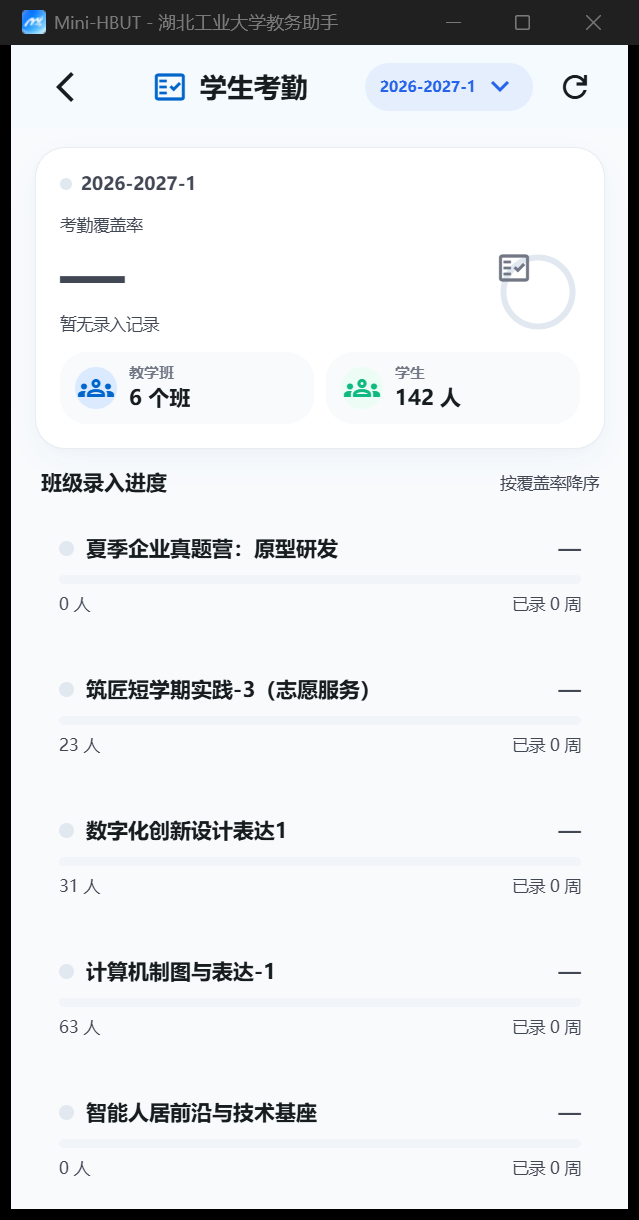 Mini-HBUT - 湖北工业大学教务助手
学生考勤
2026-2027-1
2026-2027-1
考勤覆盖率
——
暂无录入记录
教学班
6 个班
学生
142 人
班级录入进度
按覆盖率降序
夏季企业真题营：原型研发
—
0 人
已录 0 周
筑匠短学期实践-3（志愿服务）
—
23 人
已录 0 周
数字化创新设计表达1
—
31 人
已录 0 周
计算机制图与表达-1
—
63 人
已录 0 周
智能人居前沿与技术基座
—
0 人
已录 0 周